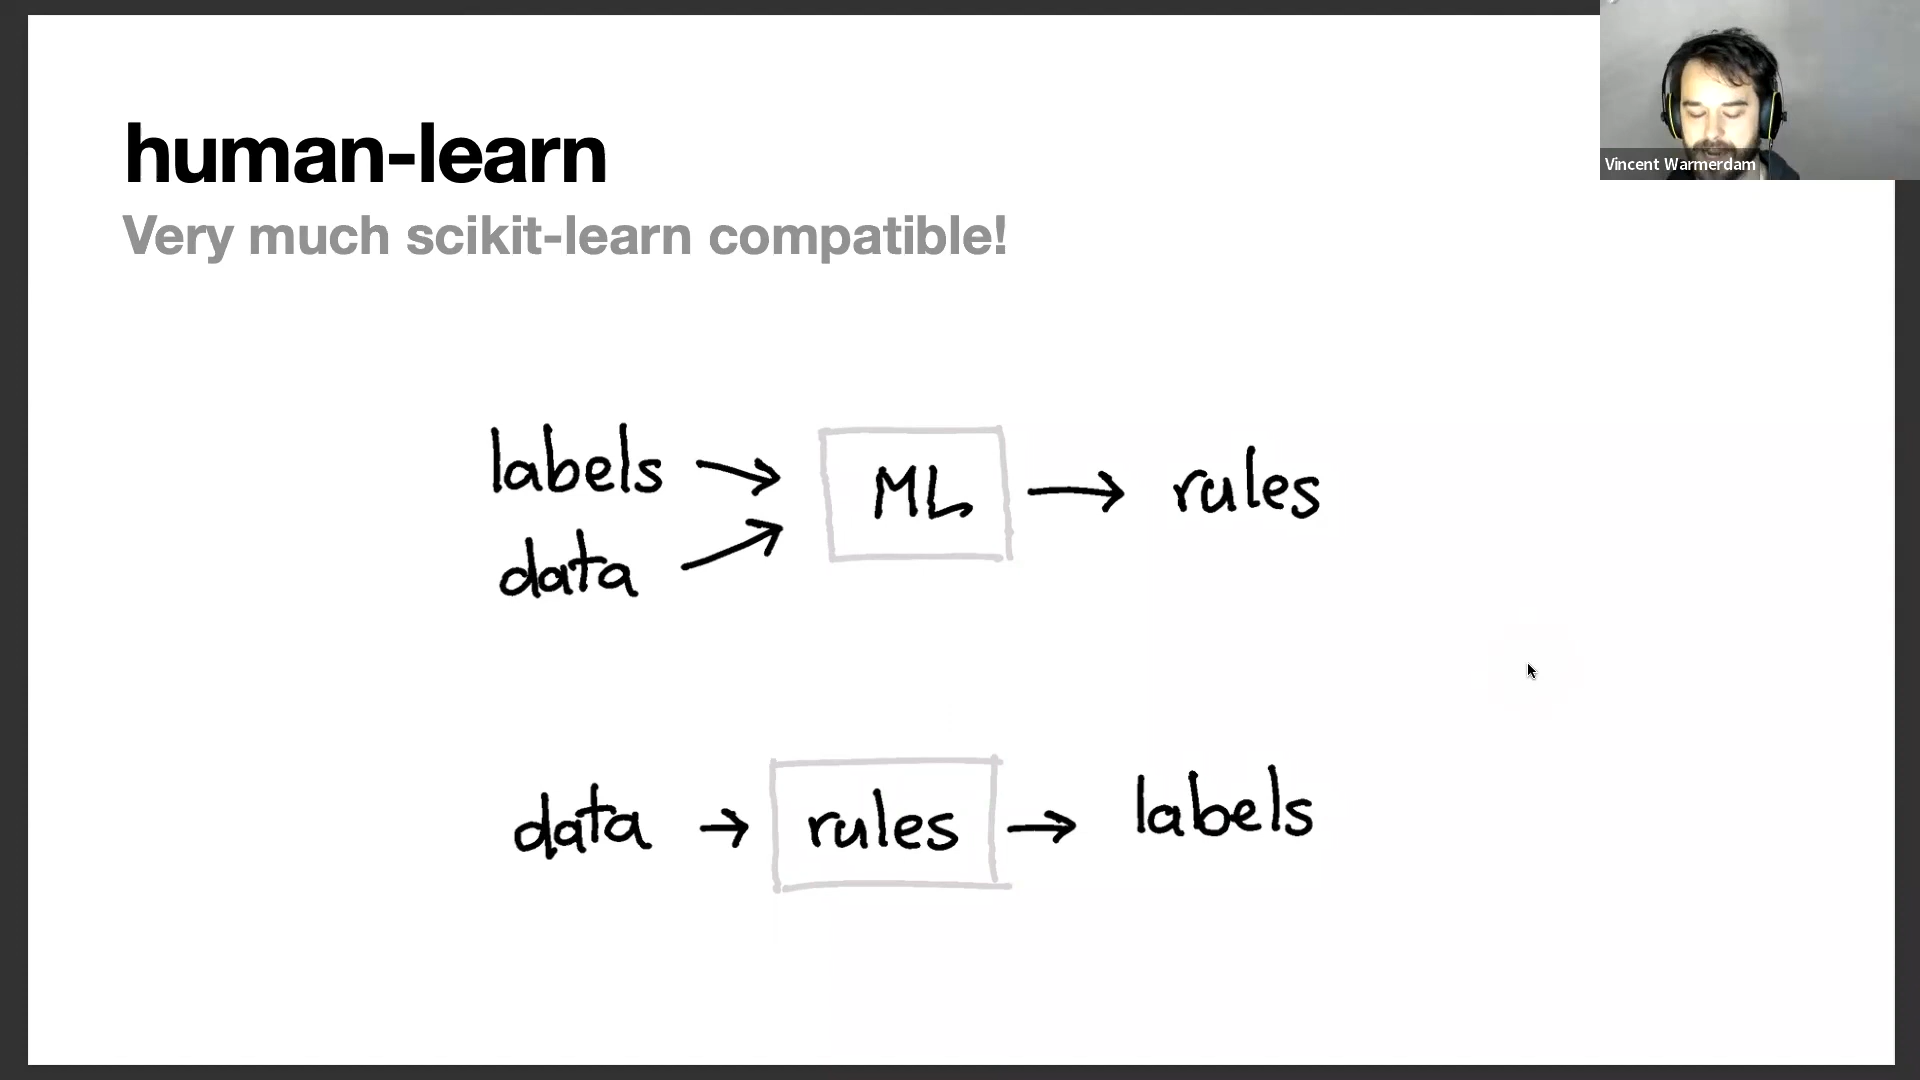 human-learn
Very much scikit-learn compatible!
Vincent Warmerdam
labels
data
ML
rules
data
rules
labels